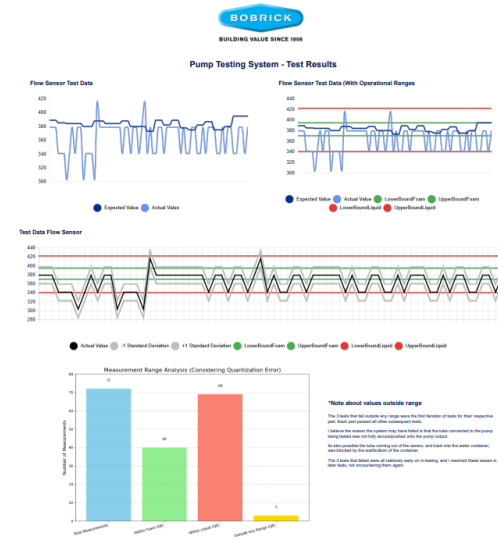 BOBRICK
BUILDING VALUE SINCE 1906
Pump Testing System - Test Results
Flow Sensor Test Data
Flow Sensor Test Data (With Operational Ranges
420
400
380
360
340
320
300
440
420
400
380
360
340
320
300
Expected Value Actual Value
Expected Value Actual Value LowerBoundFoam UpperBoundFoam
LowerBoundLiquid UpperBoundLiquid
Test Data Flow Sensor
440
420
400
380
360
340
320
300
280
Actual Value -1 Standard Deviation +1 Standard Deviation LowerBoundFoam UpperBoundFoam LowerBoundLiquid UpperBoundLiquid
Measurement Range Analysis (Considering Quantization Error)
Number of Measurements
80
70
60
50
40
30
20
10
0
72
40
69
3
Total Measurements
Within Foam (QE)
Within Liquid (QE)
Outside Any Range (QE)
*Note about values outside range
The 3 tests that fell outside any range were the first iteration of tests for their respective
part. Each part passed all other subsequent tests.
I believe the reason the system may have failed is that the tube connected to the pump
being tested was not fully secured/putted onto the pump output.
Its also possible the tube coming out of the sensor, and back into the water container,
was blocked by the wall/bottom of the container.
The 3 tests that failed were all relatively early on in testing, and I resolved these issues in
later tests, not encountering them again.